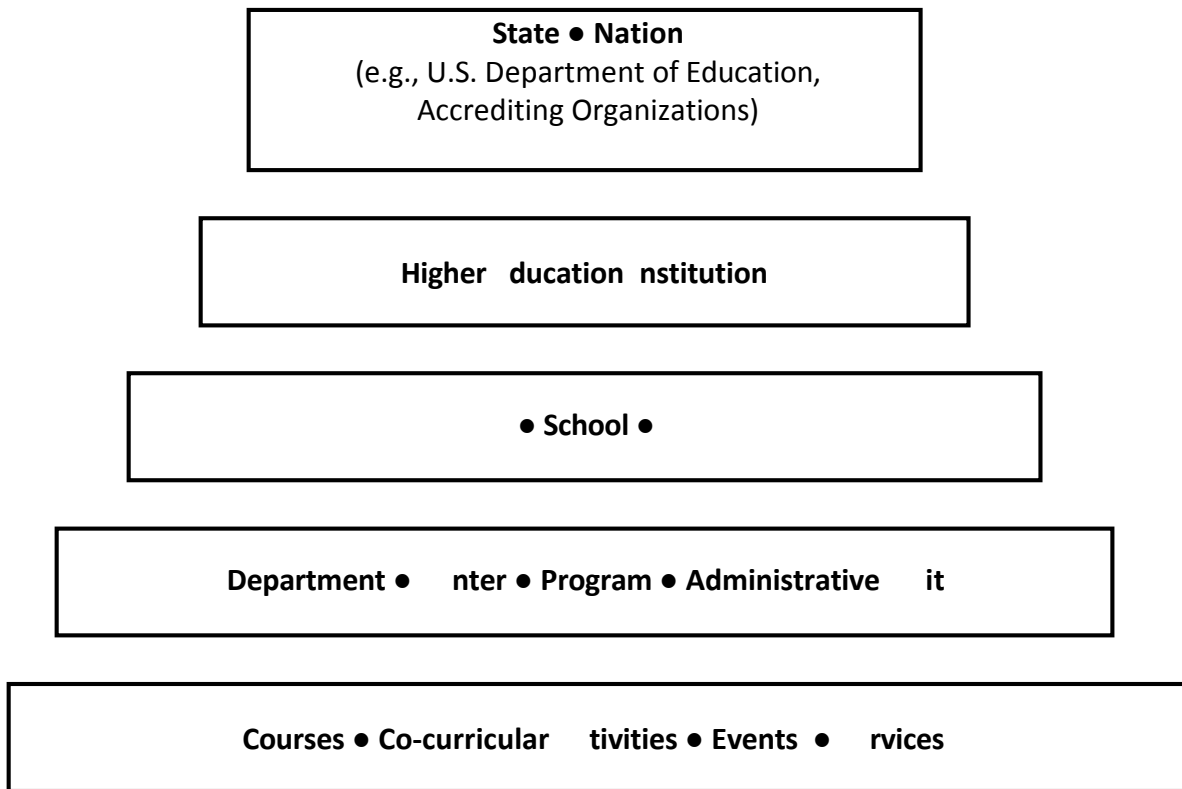 State ● Nation
(e.g., U.S. Department of Education,
Accrediting Organizations)
Higher ducation nstitution
● School ●
Department ● nter ● Program ● Administrative it
Courses ● Co-curricular tivities ● Events ● rvices